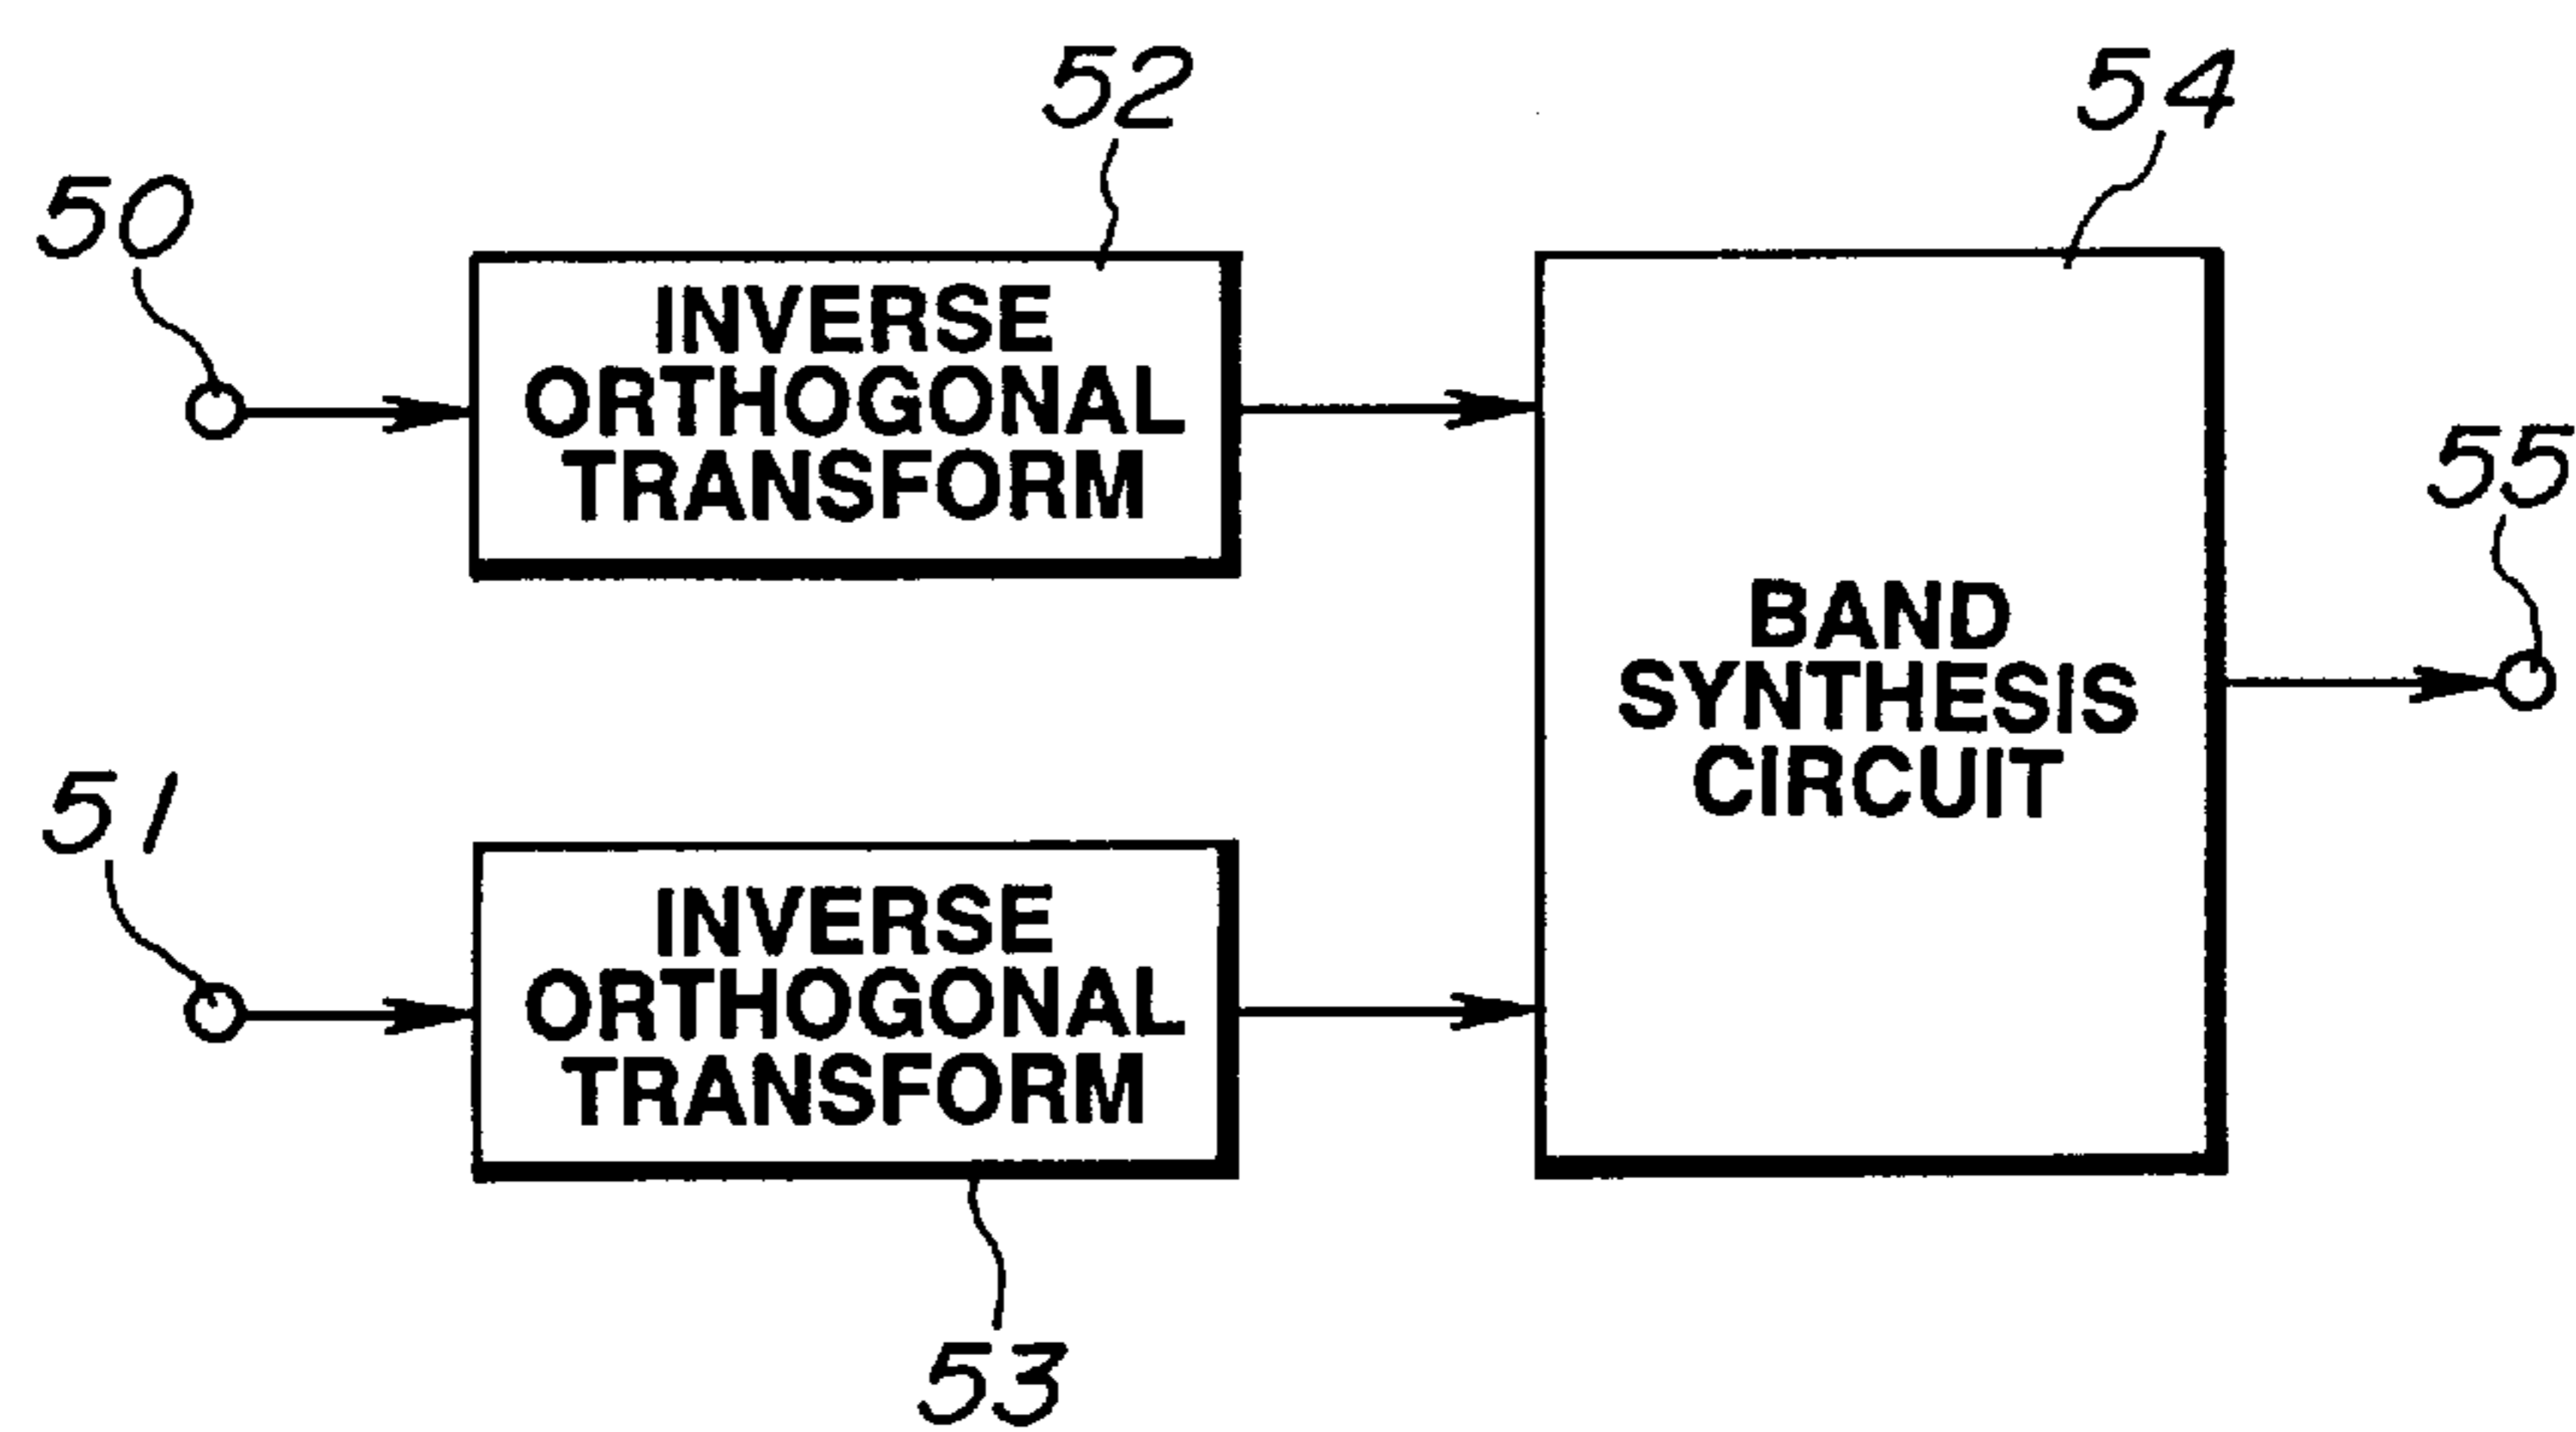 52
54
50
INVERSE
ORTHOGONAL
TRANSFORM
55
BAND
SYNTHESIS
CIRCUIT
51
INVERSE
ORTHOGONAL
TRANSFORM
53